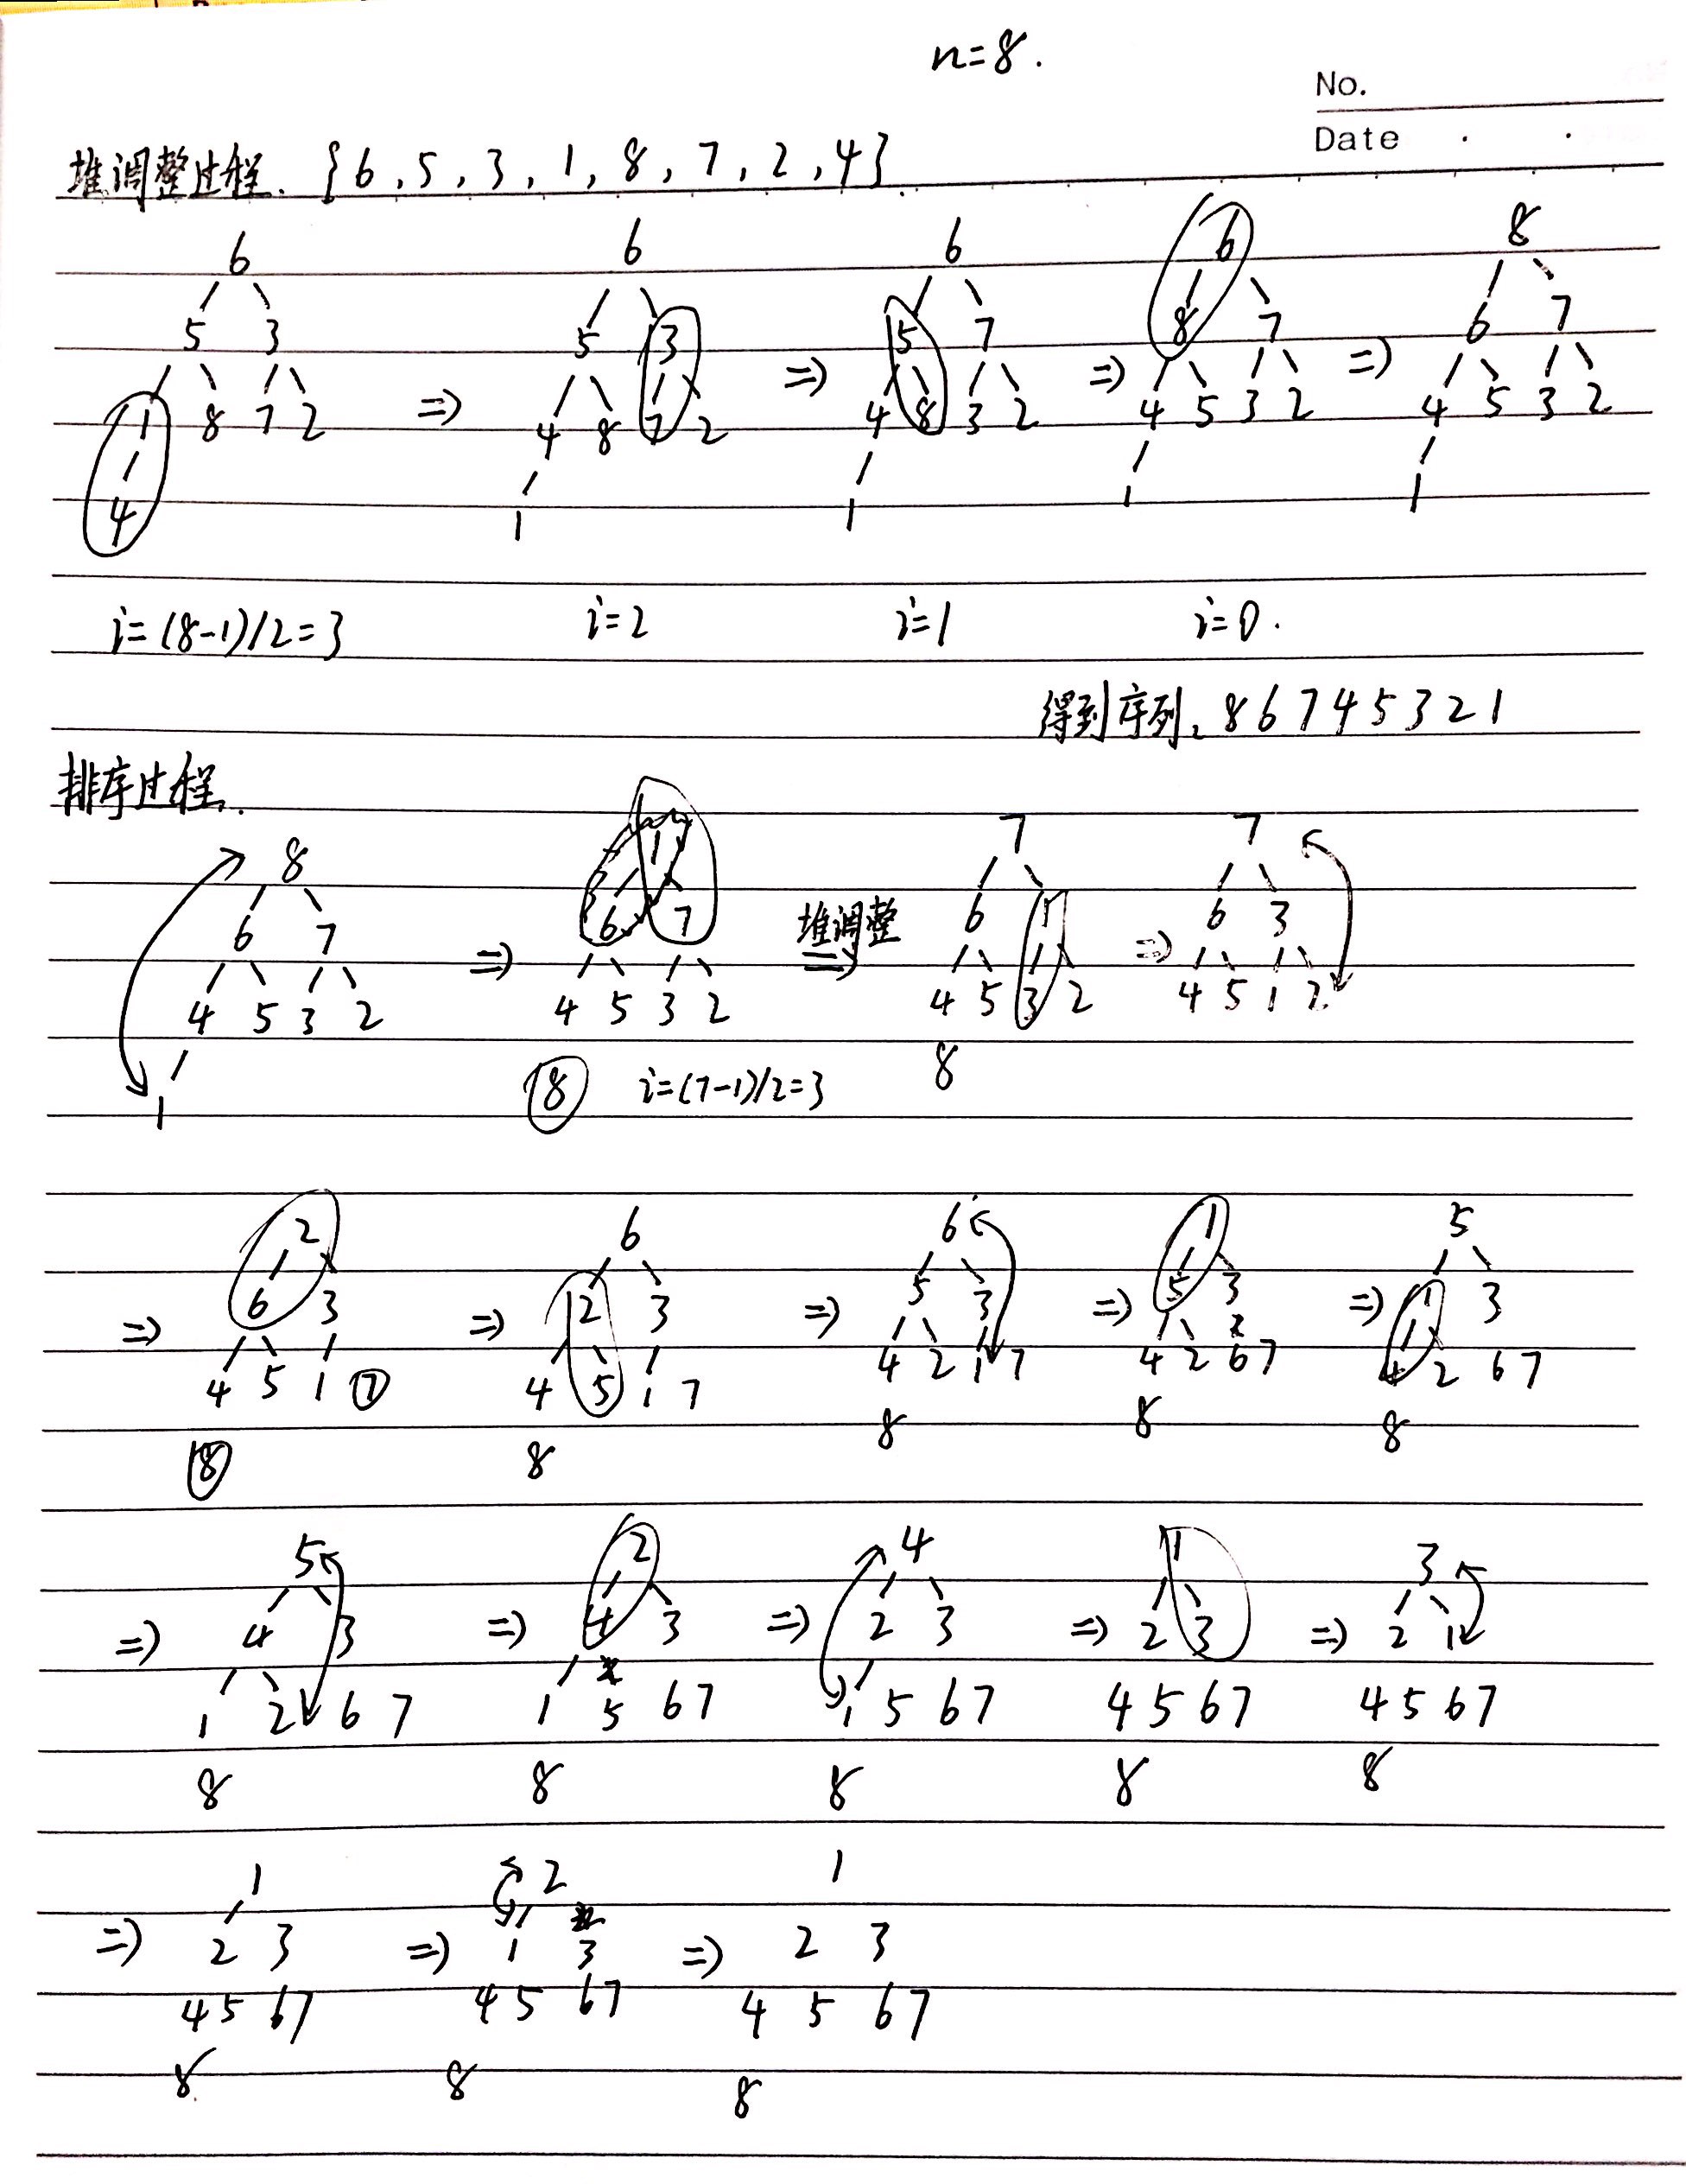 n=8.
No.
Date
堆调整过程. {6, 5, 3, 1, 8, 7, 2, 4}
6 6 6 6 8
5 3 5 3 5 7 8 7 6 7
1 8 7 2 ⇒ 4 8 7 2 ⇒ 4 8 3 2 ⇒ 4 5 3 2 ⇒ 4 5 3 2
4 1 1 1 1
i=(8-1)/2=3 i=2 i=1 i=0.
得到序列: 8 6 7 4 5 3 2 1
排序过程.
8 1 7 7
6 7 ⇒ 6 7 堆调整 ⇒ 6 1 ⇒ 6 3
4 5 3 2 4 5 3 2 4 5 3 2 4 5 1 2
1 8 i=(7-1)/2=3 8
2 6 6 1 5
⇒ 6 3 ⇒ 2 3 ⇒ 5 3 ⇒ 5 3 ⇒ 1 3
4 5 1 7 4 5 1 7 4 2 1 7 4 2 6 7 4 2 6 7
8 8 8 8 8
5 2 4 1 3
⇒ 4 3 ⇒ 4 3 ⇒ 2 3 ⇒ 2 3 ⇒ 2 1
1 2 6 7 1 5 6 7 1 5 6 7 4 5 6 7 4 5 6 7
8 8 8 8 8
1 2 1
⇒ 2 3 ⇒ 1 3 ⇒ 2 3
4 5 6 7 4 5 6 7 4 5 6 7
8 8 8